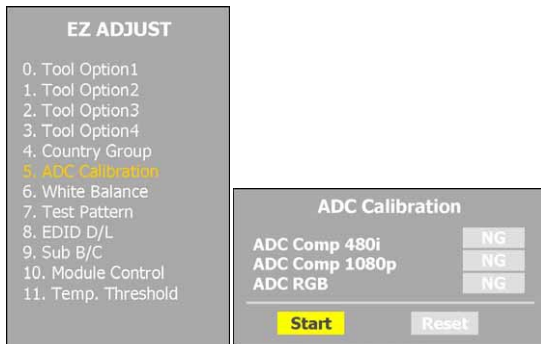 EZ ADJUST
0. Tool Option1
1. Tool Option2
2. Tool Option3
3. Tool Option4
4. Country Group
5. ADC Calibration
6. White Balance
7. Test Pattern
8. EDID D/L
9. Sub B/C
10. Module Control
11. Temp. Threshold
ADC Calibration
ADC Comp 480i NG
ADC Comp 1080p NG
ADC RGB NG
Start Reset